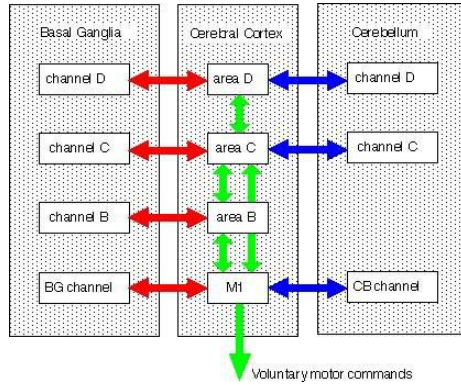 Basal Ganglia
Cerebral Cortex
Cerebellum
channel D
area D
channel D
channel C
area C
channel C
channel B
area B
BG channel
M1
CB channel
Voluntary motor commands